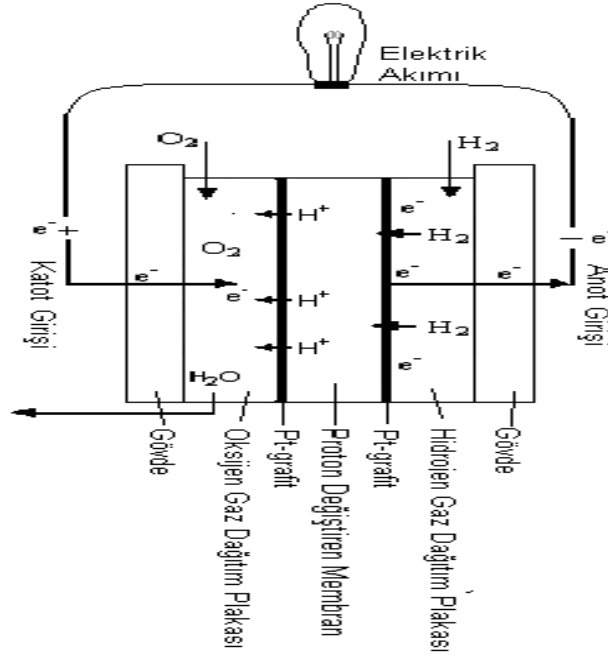 Elektrik
Akımı
O₂
H₂
H⁺
e⁻
H₂
O₂
e⁻ +
– e⁻
Katot Girişi
e⁻
e⁻
H⁺
e⁻
e⁻
Anot Girişi
H⁺
H₂
H₂O
e⁻
Gövde
Oksijen Gaz Dağıtım Plakası
Pt-grafit
Proton Değiştiren Membran
Pt-grafit
Hidrojen Gaz Dağıtım Plakası
Gövde